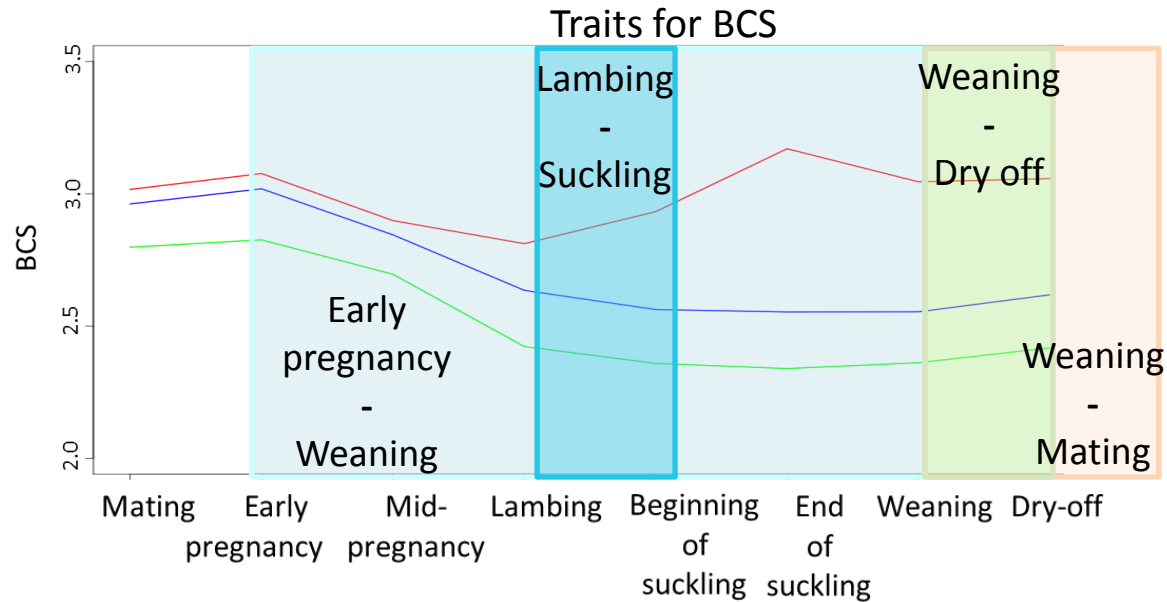 Traits for BCS
3.5
3.0
2.5
2.0
BCS
Lambing
-
Suckling
Weaning
-
Dry off
Early
pregnancy
-
Weaning
Weaning
-
Mating
Mating
Early
pregnancy
Mid-
pregnancy
Lambing
Beginning
of
suckling
End
of
suckling
Weaning
Dry-off